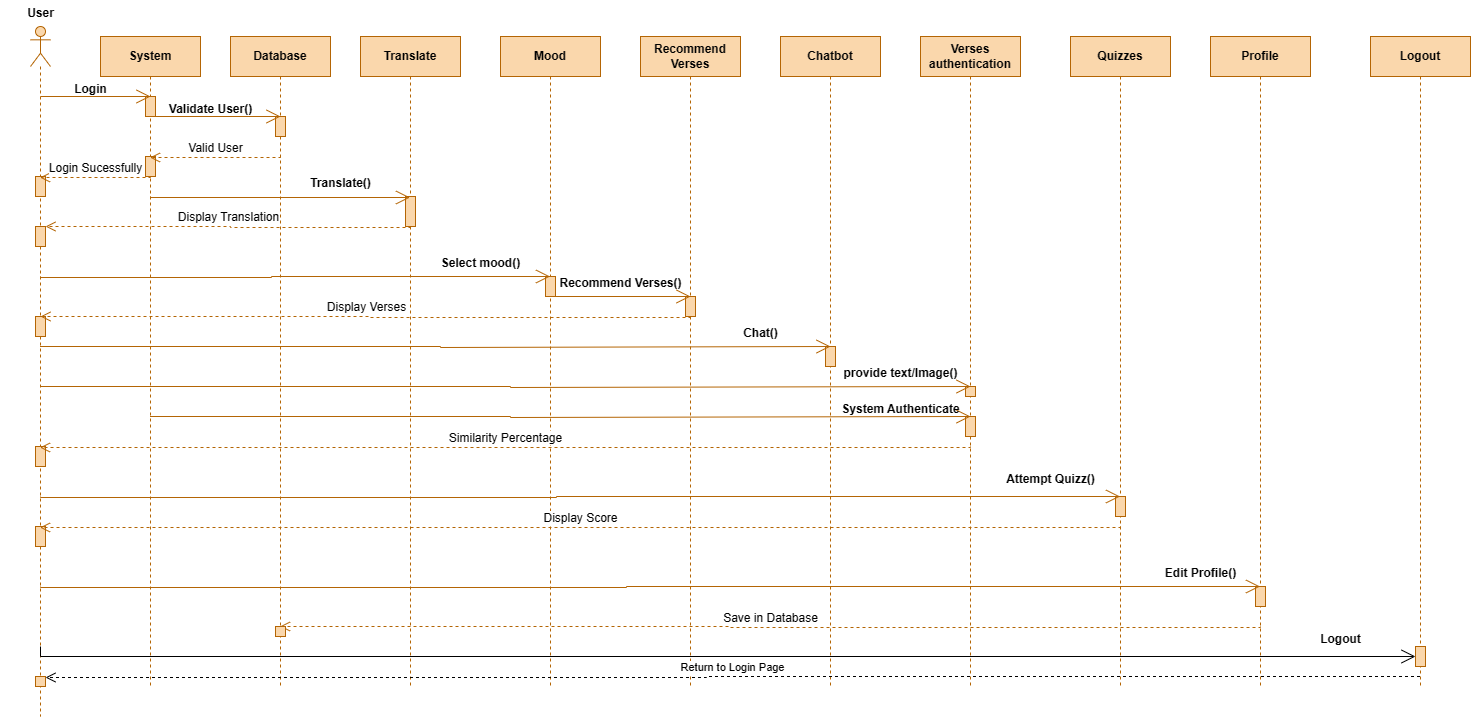 User
System
Database
Translate
Mood
Recommend
Verses
Chatbot
Verses
authentication
Quizzes
Profile
Logout
Login
Validate User()
Valid User
Login Sucessfully
Translate()
Display Translation
Select mood()
Recommend Verses()
Display Verses
Chat()
provide text/Image()
System Authenticate
Similarity Percentage
Attempt Quizz()
Display Score
Edit Profile()
Save in Database
Logout
Return to Login Page